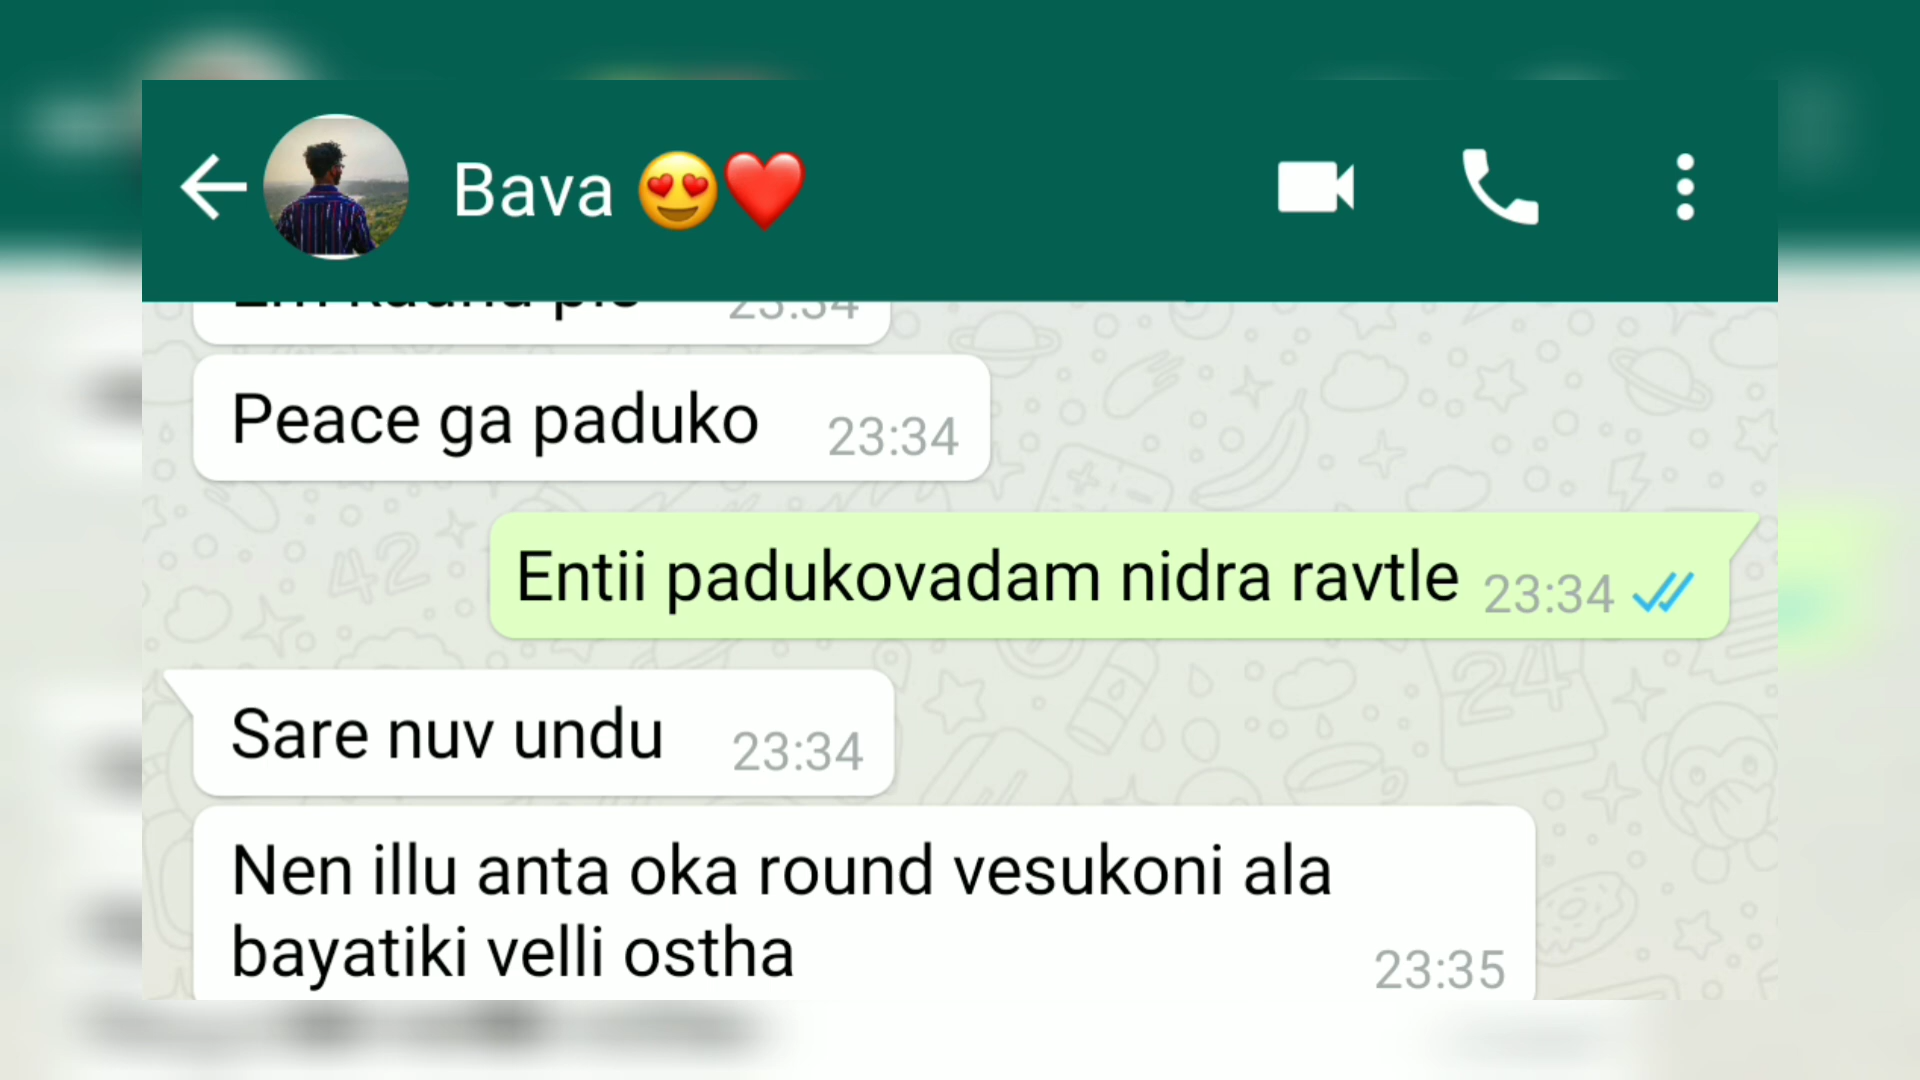 Bava 😍❤️
Peace ga paduko 23:34
Entii padukovadam nidra ravtle 23:34
Sare nuv undu 23:34
Nen illu anta oka round vesukoni ala
bayatiki velli ostha 23:35